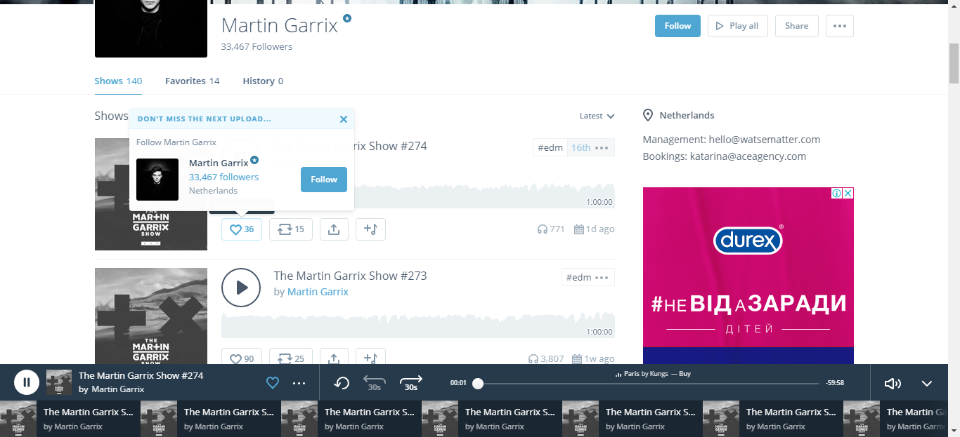 Martin Garrix
33,467 Followers
Follow
Play all
Share
Shows 140
Favorites 14
History 0
Shows
Latest
DON'T MISS THE NEXT UPLOAD...
Follow Martin Garrix
Martin Garrix
33,467 followers
Netherlands
Follow
x Show #274
#edm 16th
1:00:00
THE
MARTIN
GARRIX
SHOW
36
15
771
1d ago
The Martin Garrix Show #273
by Martin Garrix
#edm
1:00:00
THE
MARTIN
GARRIX
90
25
3,807
1w ago
Netherlands
Management: hello@watsematter.com
Bookings: katarina@aceagency.com
durex
#НЕ ВІД А ЗАРАДИ
ДІТЕЙ
The Martin Garrix Show #274
by Martin Garrix
30s
30s
00:01
Paris by Kungs — Buy
-59:58
The Martin Garrix S...
by Martin Garrix
The Martin Garrix S...
by Martin Garrix
The Martin Garrix S...
by Martin Garrix
The Martin Garrix S...
by Martin Garrix
The Martin Garrix S...
by Martin Garrix
The Martin Garrix S...
by Martin Garrix
The Martin G
by Martin Garrix